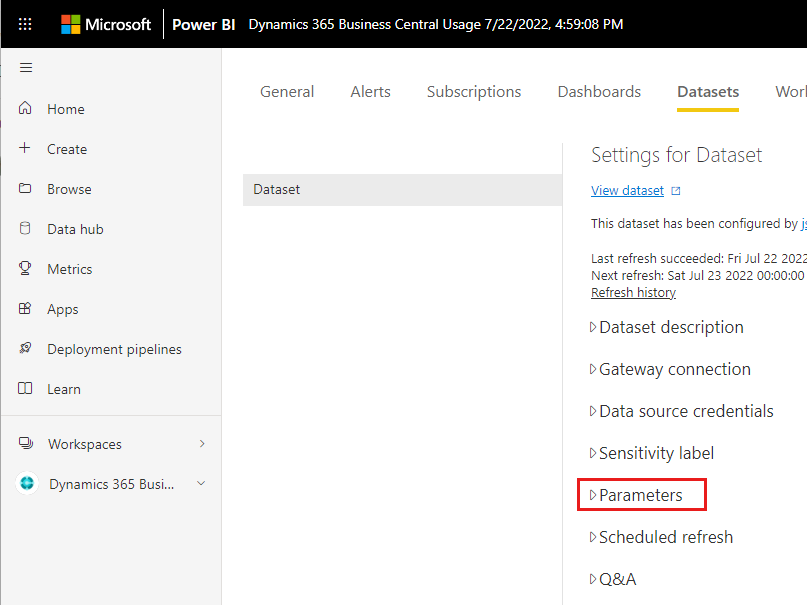 Microsoft Power BI Dynamics 365 Business Central Usage 7/22/2022, 4:59:08 PM
Home
Create
Browse
Data hub
Metrics
Apps
Deployment pipelines
Learn
Workspaces
Dynamics 365 Busi...
General Alerts Subscriptions Dashboards Datasets Worl
Dataset
Settings for Dataset
View dataset
This dataset has been configured by
Last refresh succeeded: Fri Jul 22 2022
Next refresh: Sat Jul 23 2022 00:00:00
Refresh history
Dataset description
Gateway connection
Data source credentials
Sensitivity label
Parameters
Scheduled refresh
Q&A